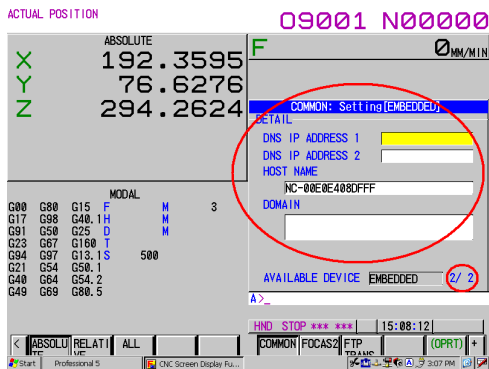 ACTUAL POSITION
O9001 N00000
ABSOLUTE
X 192.3595
Y 76.6276
Z 294.2624
F 0 MM/MIN
COMMON: Setting[EMBEDDED]
DETAIL
DNS IP ADDRESS 1
DNS IP ADDRESS 2
HOST NAME
NC-00E0E408DFFF
DOMAIN
AVAILABLE DEVICE EMBEDDED 2/ 2
MODAL
G00 G80 G15 F M 3
G17 G98 G40.1 H M
G91 G50 G25 D M
G23 G67 G160 T
G94 G97 G13.1 S 500
G21 G54 G50.1
G40 G64 G54.2
G49 G69 G80.5
A>_
HND STOP *** *** 15:08:12
< ABSOLU RELATI ALL
COMMON FOCAS2 FTP (OPRT) +
Start Professional 5 CNC Screen Display Fu... 3:07 PM